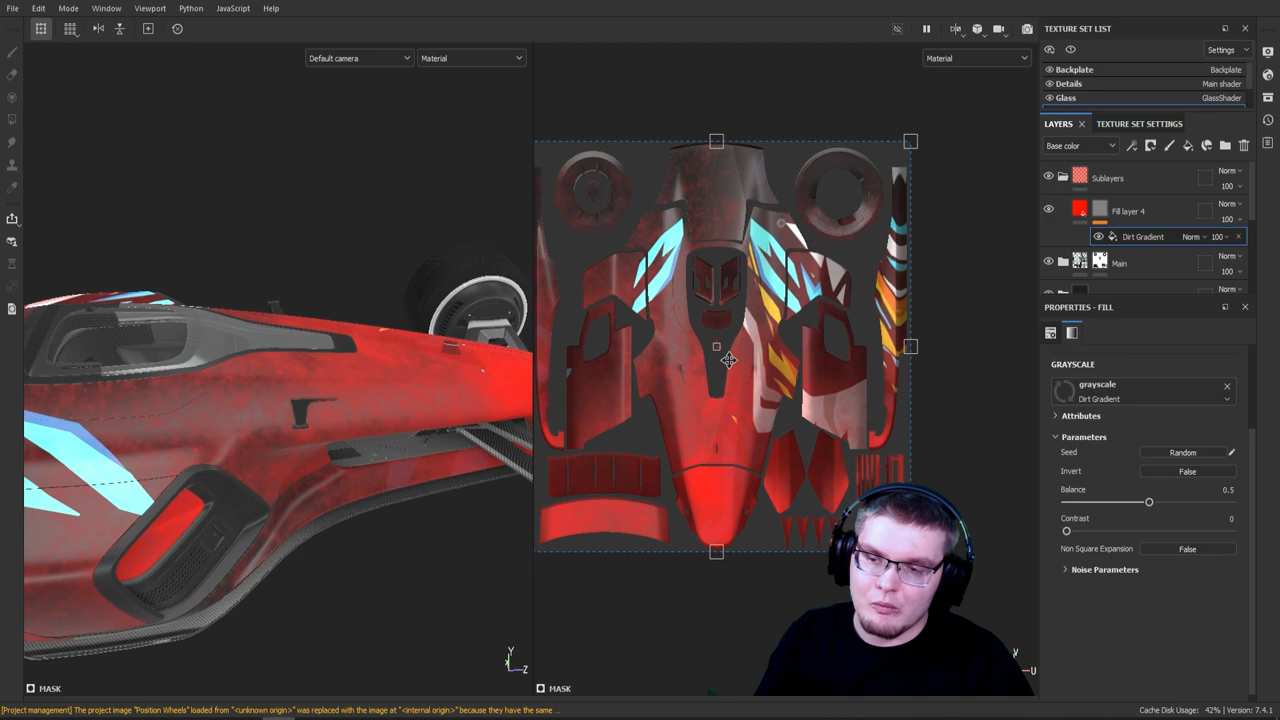 File Edit Mode Window Viewport Python JavaScript Help
TEXTURE SET LIST
Settings
Default camera
Material
Material
Backplate Backplate
Details Main shader
Glass GlassShader
LAYERS TEXTURE SET SETTINGS
Base color
Sublayers Norm
100
Fill layer 4 Norm
100
Dirt Gradient Norm 100
Main Norm
100
Norm
PROPERTIES - FILL
GRAYSCALE
grayscale
Dirt Gradient
Attributes
Parameters
Seed Random
Invert False
Balance 0.5
Contrast 0
Non Square Expansion False
Noise Parameters
Y
Z
U
MASK
MASK
[Project management] The project image "Position Wheels" loaded from "<unknown origin>" was replaced with the image at "<internal origin>" because they have the same ...
Cache Disk Usage: 42% | Version: 7.4.1